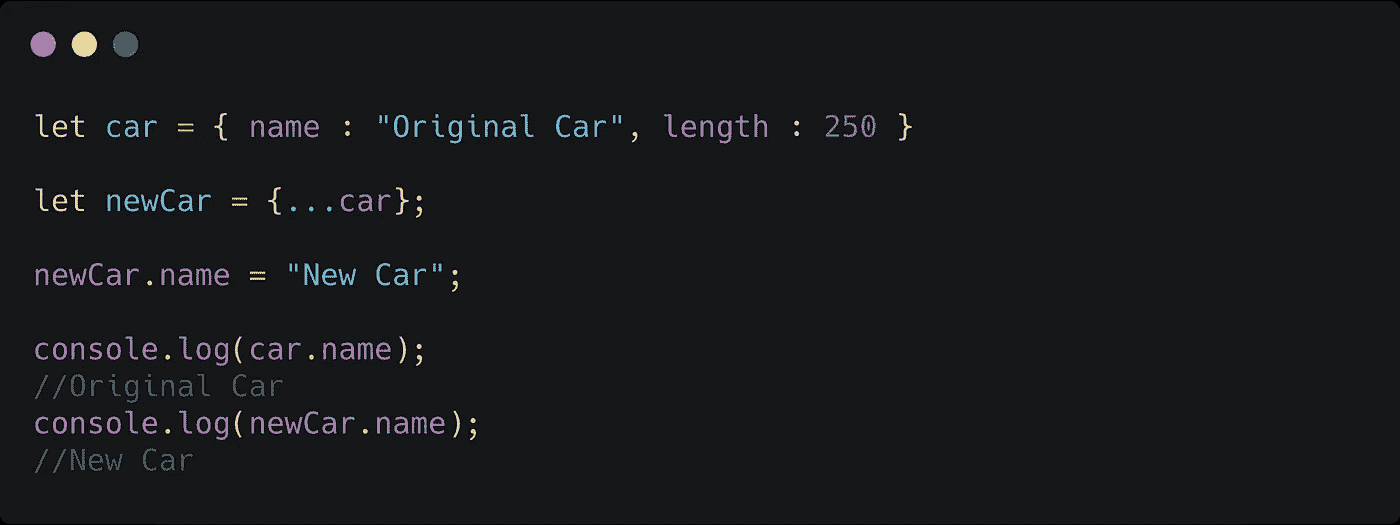 let car = { name : "Original Car", length : 250 }
let newCar = {...car};
newCar.name = "New Car";
console.log(car.name);
//Original Car
console.log(newCar.name);
//New Car